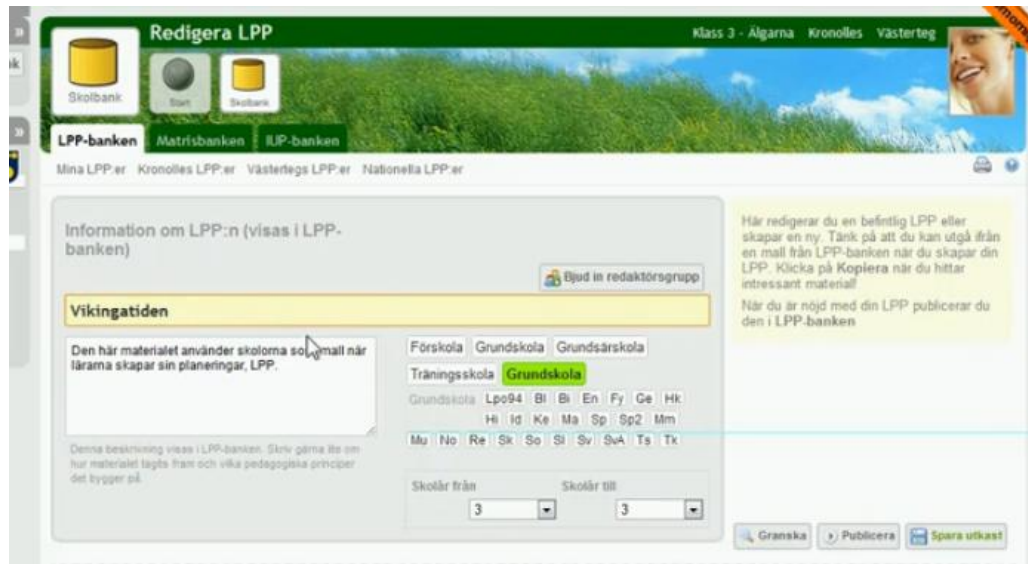 Redigera LPP
Klass 3 - Älgarna Kronolles Västerteg
Skolbank
Start
Skolbank
LPP-banken Matrisbanken IUP-banken
Mina LPP:er Kronolles LPP:er Västertegs LPP:er Nationella LPP:er
Information om LPP:n (visas i LPP-
banken)
Bjud in redaktörsgrupp
Vikingatiden
Den här materialet använder skolorna so mall når
lärarna skapar sin planeringar, LPP.
Denna beskrivning visas i LPP-banken. Skriv gärna lite om
hur materialet tagits fram och vilka pedagogiska principer
det bygger på.
Förskola Grundskola Grundsärskola
Träningsskola Grundskola
Grundskola Lpo94 Bl Bi En Fy Ge Hk
Hi Id Ke Ma Sp Sp2 Mm
Mu No Re Sk So Sl Sv SvA Ts Tk
Skolår från Skolår till
3 3
Här redigerar du en befintlig LPP eller
skapar en ny. Tänk på att du kan utgå ifrån
en mall från LPP-banken när du skapar din
LPP. Klicka på Kopiera når du hittar
intressant material!
När du är nöjd med din LPP publicerar du
den i LPP-banken
Granska Publicera Spara utkast